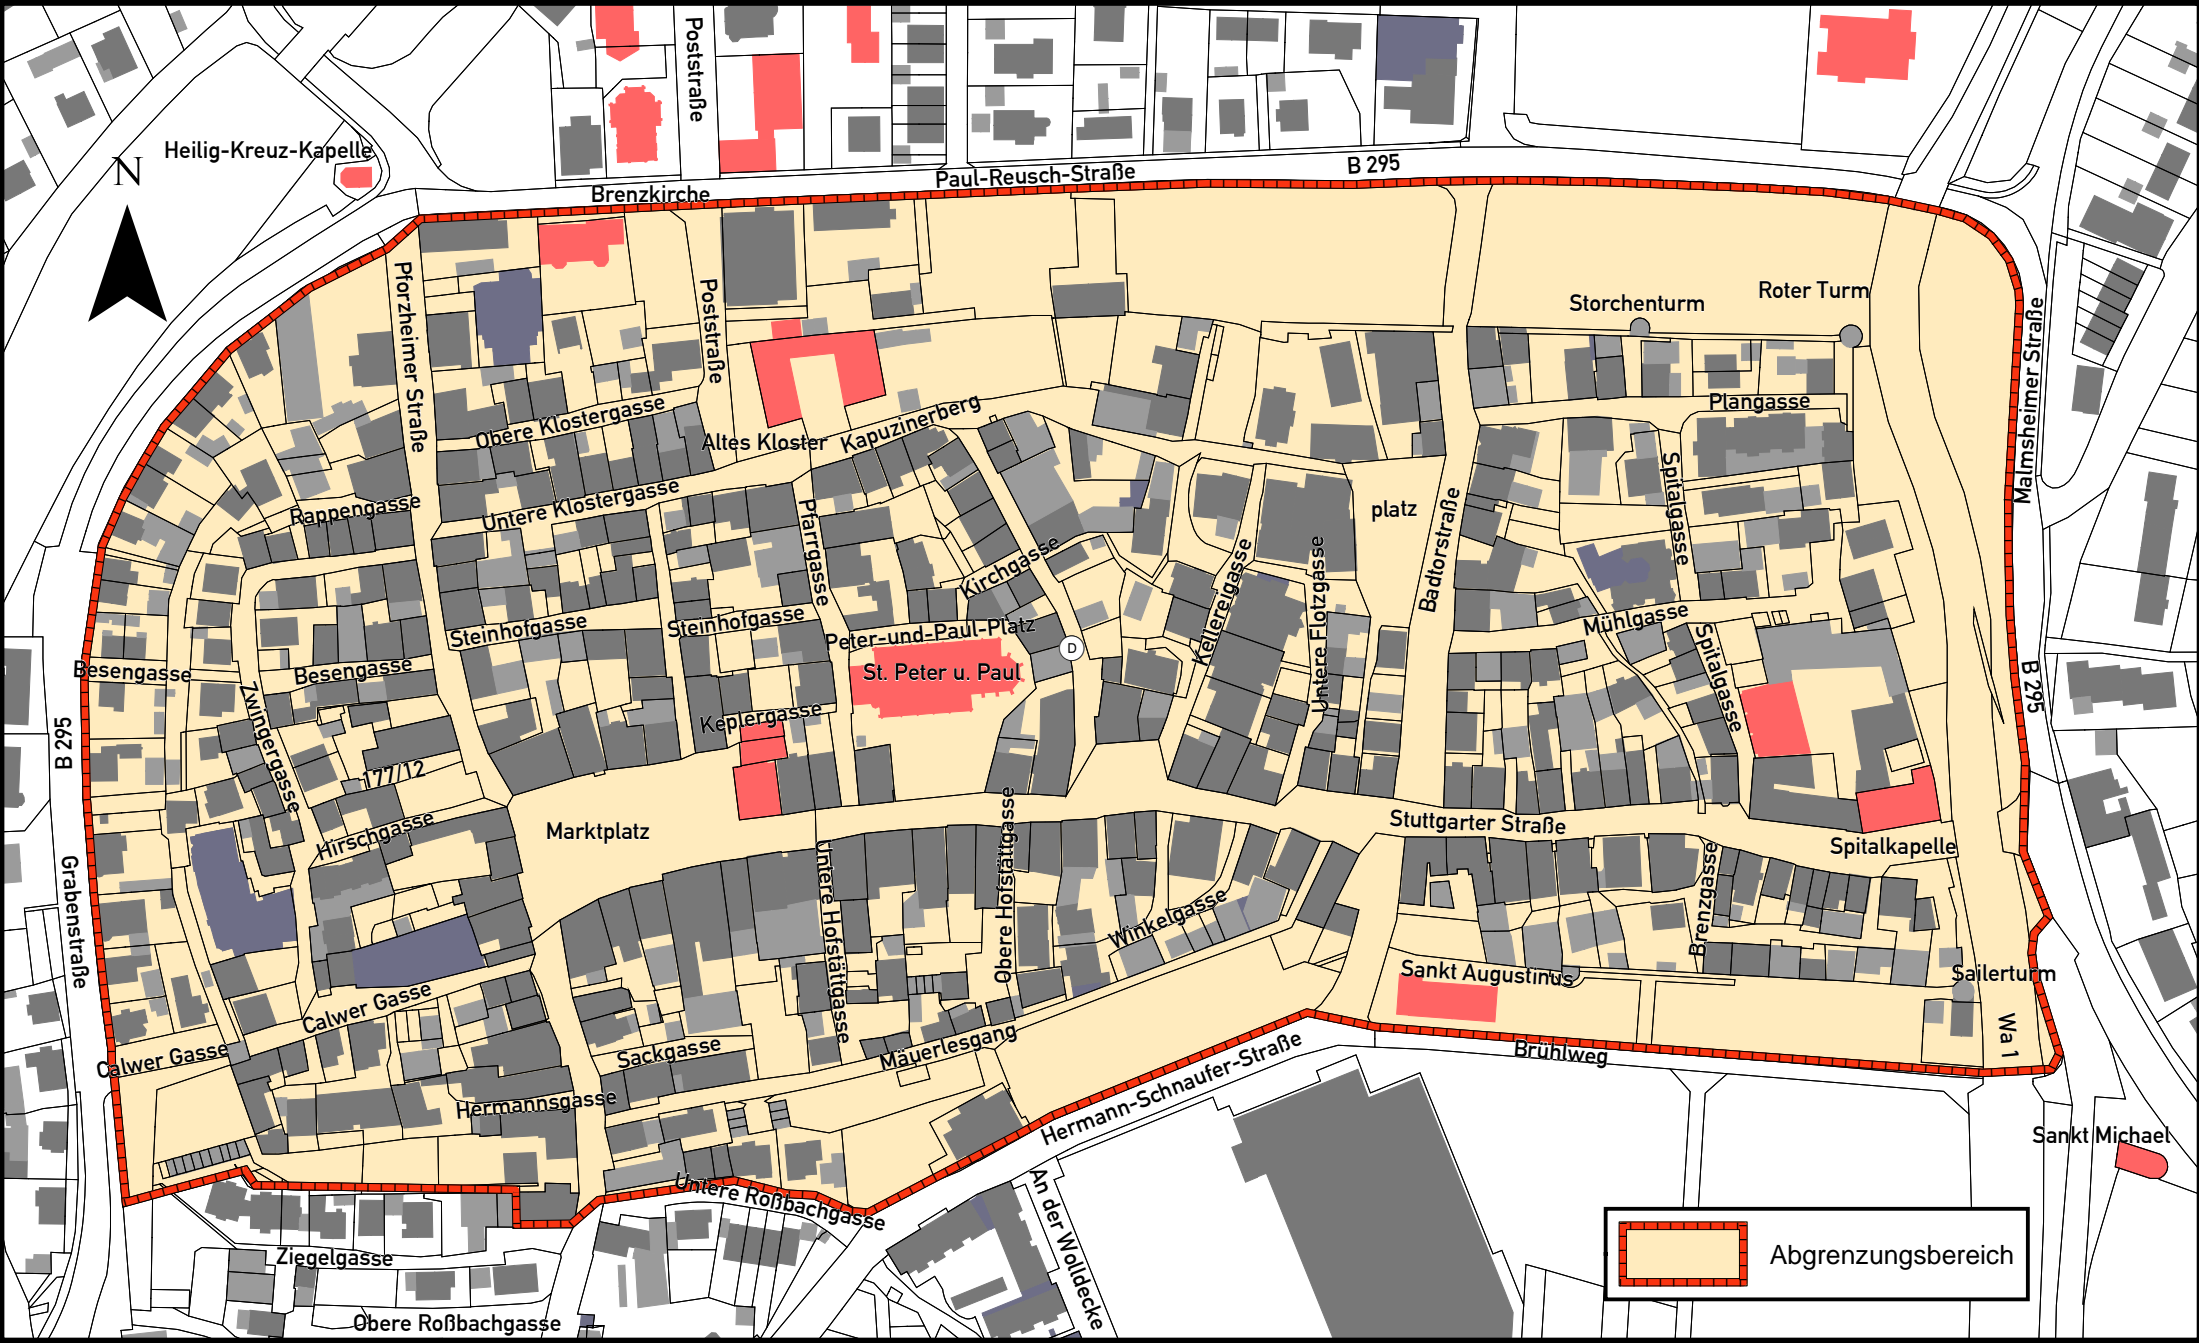 Poststraße
Heilig-Kreuz-Kapelle
N
B 295
Paul-Reusch-Straße
Brenzkirche
Pforzheimer Straße
Poststraße
Storchenturm
Roter Turm
Malmsheimer Straße
Obere Klostergasse
Altes Kloster
Kapuzinerberg
Plangasse
Rappengasse
Untere Klostergasse
Pfarrgasse
platz
Badtorstraße
Spitalgasse
Kirchgasse
Kellereigasse
Untere Flotzgasse
Steinhofgasse
Steinhofgasse
Peter-und-Paul-Platz
D
Mühlgasse
Spitalgasse
Besengasse
Besengasse
St. Peter u. Paul
B 295
Zwingergasse
Keplergasse
B 295
177/12
Hirschgasse
Marktplatz
Stuttgarter Straße
Spitalkapelle
Grabenstraße
Untere Hofstättgasse
Obere Hofstättgasse
Winkelgasse
Brenzgasse
Sankt Augustinus
Sailerturm
Calwer Gasse
Calwer Gasse
Sackgasse
Mäuerlesgang
Wa 1
Brühlweg
Hermannsgasse
Hermann-Schnaufer-Straße
Sankt Michael
Untere Roßbachgasse
An der Wolldecke
Ziegelgasse
Obere Roßbachgasse
Abgrenzungsbereich